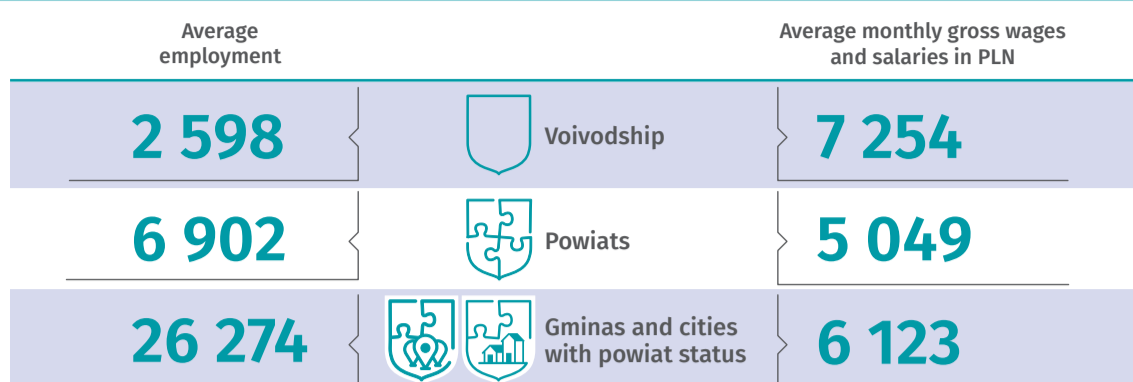 Average
employment
Average monthly gross wages
and salaries in PLN
2 598
Voivodship
7 254
6 902
Powiats
5 049
26 274
Gminas and cities
with powiat status
6 123